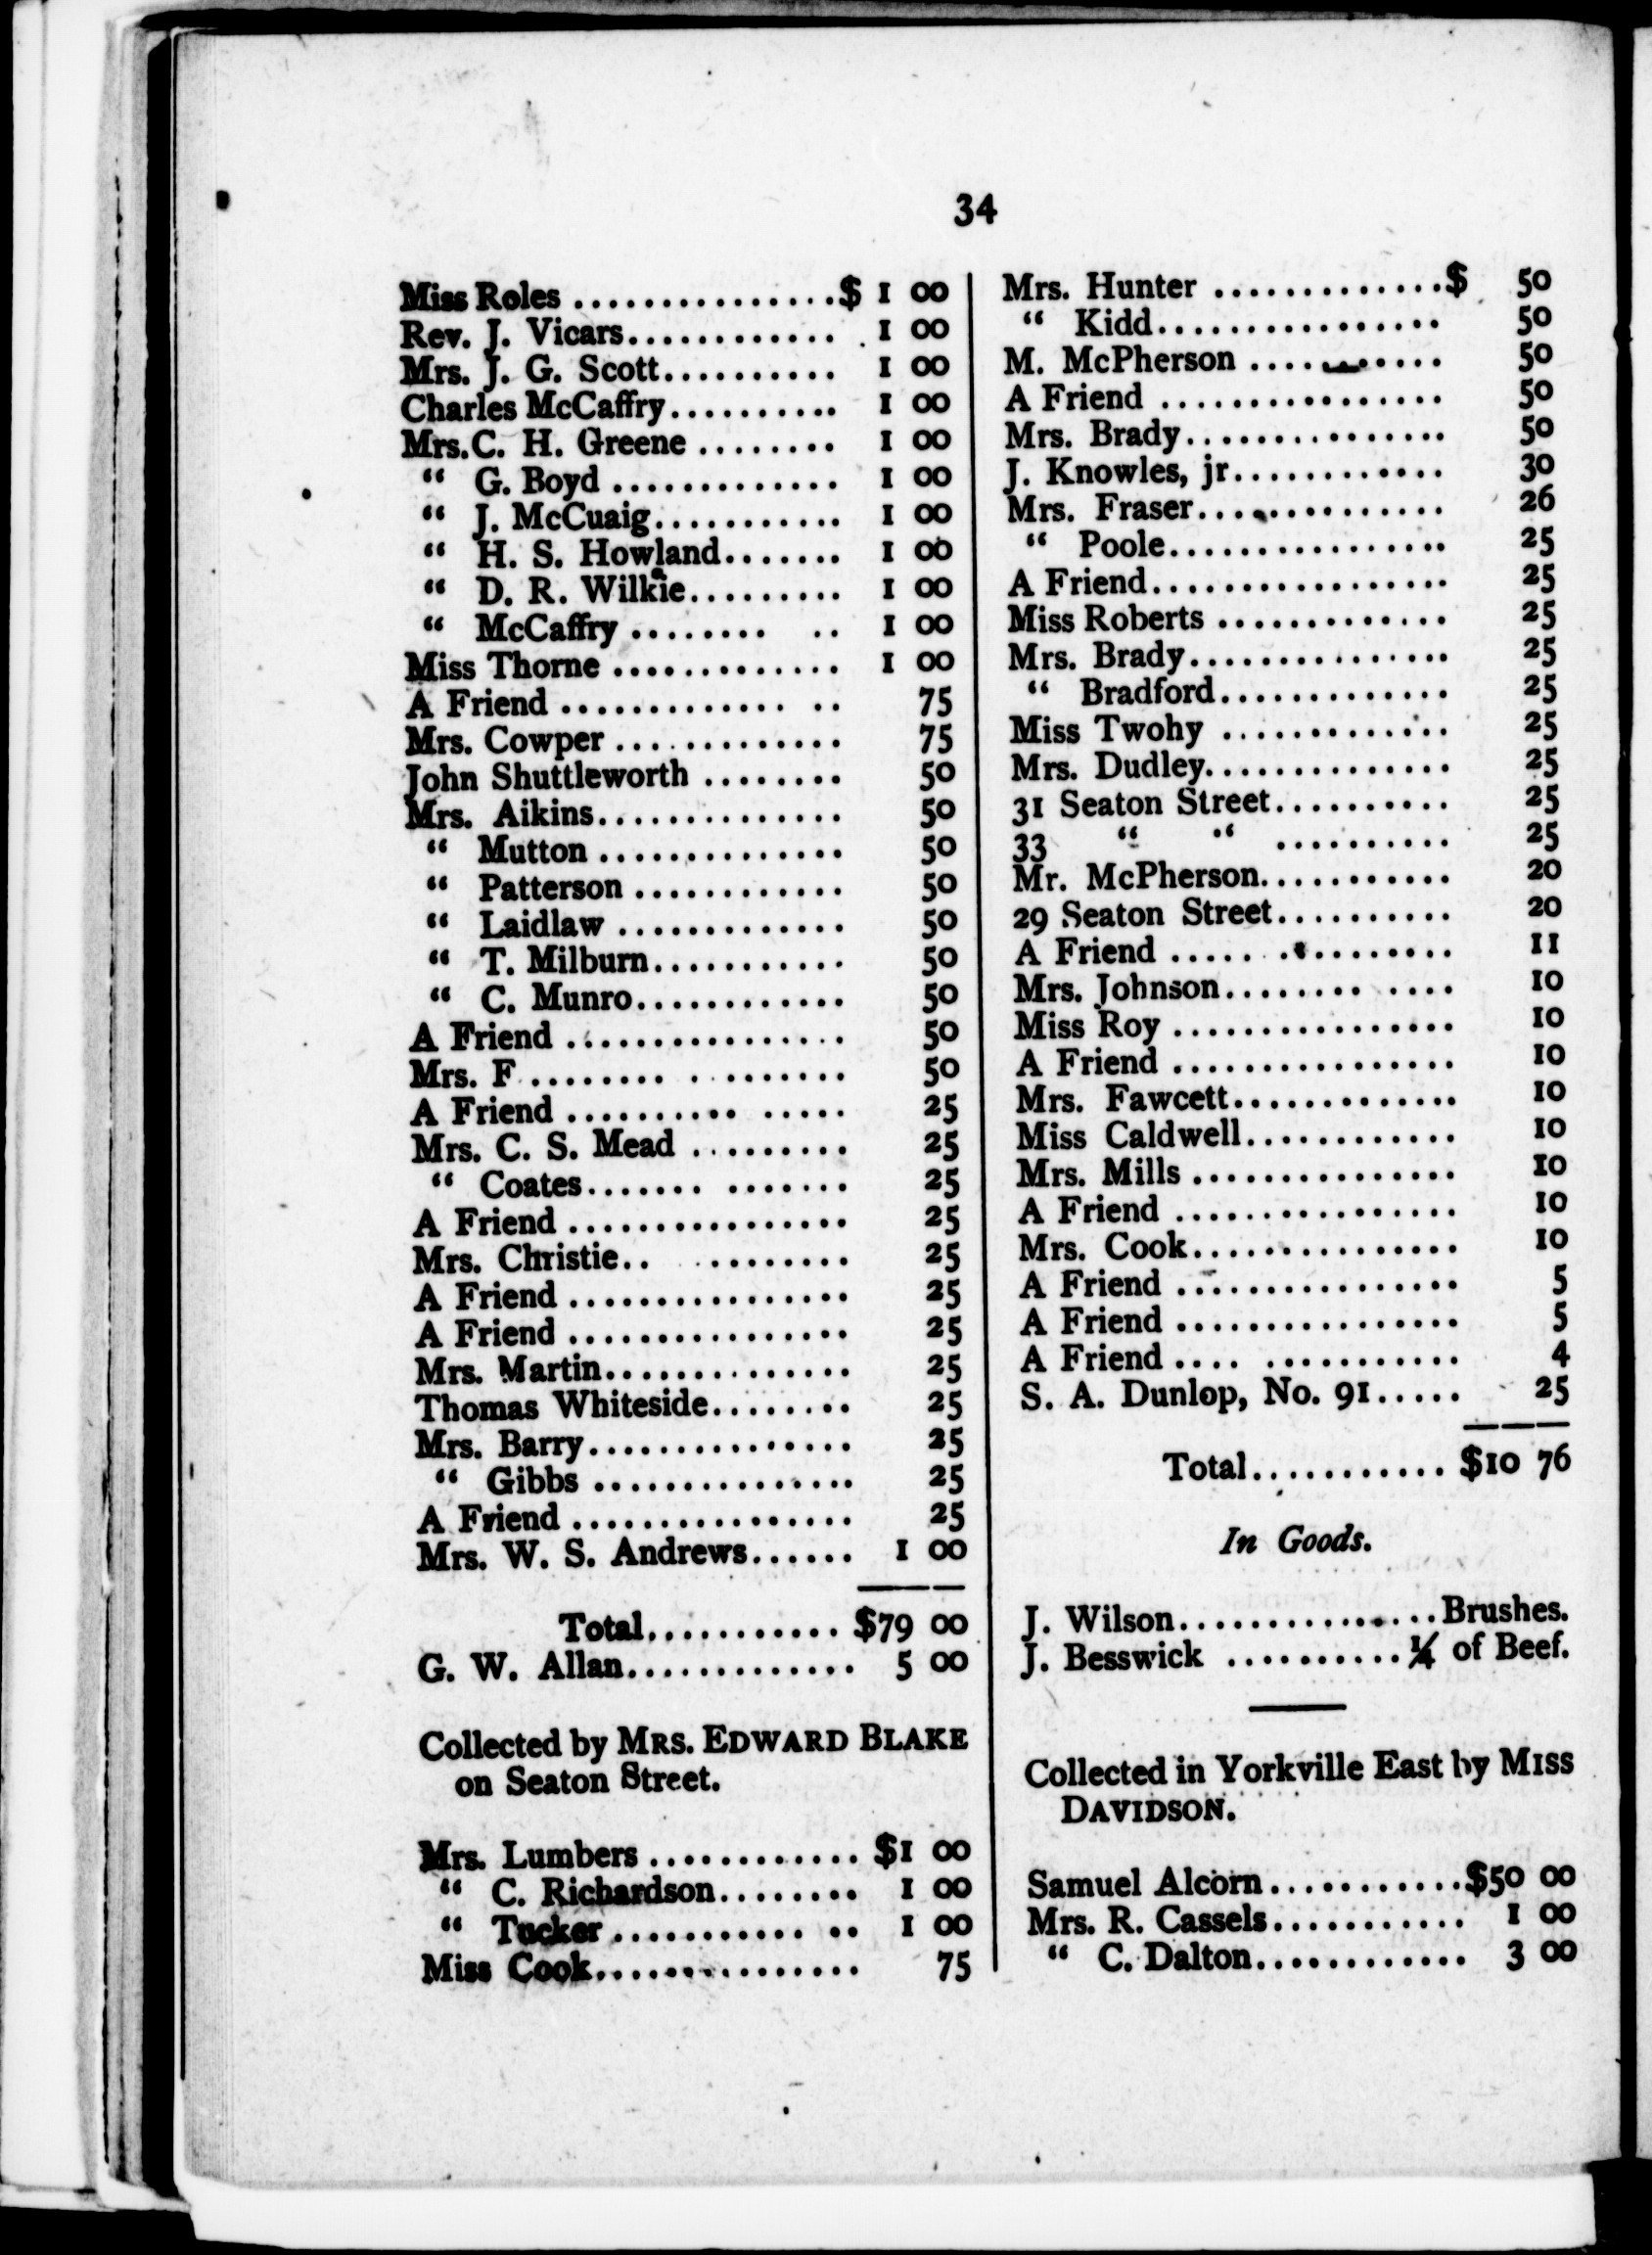 34
Miss Roles ............... $ 1 00
Rev. J. Vicars............ 1 00
Mrs. J. G. Scott.......... 1 00
Charles McCaffry.......... 1 00
Mrs. C. H. Greene ........ 1 00
“ G. Boyd ............. 1 00
“ J. McCuaig........... 1 00
“ H. S. Howland....... 1 00
“ D. R. Wilkie......... 1 00
“ McCaffry ........ .. 1 00
Miss Thorne ............. 1 00
A Friend ............. .. 75
Mrs. Cowper ............. 75
John Shuttleworth ........ 50
Mrs. Aikins.............. 50
“ Mutton .............. 50
“ Patterson ............ 50
“ Laidlaw ............. 50
“ T. Milburn........... 50
“ C. Munro............ 50
A Friend ................ 50
Mrs. F ........ . ........ 50
A Friend .......... ..... 25
Mrs. C. S. Mead ......... 25
“ Coates....... ....... 25
A Friend ................ 25
Mrs. Christie.. ......... 25
A Friend ................ 25
A Friend ................ 25
Mrs. Martin.............. 25
Thomas Whiteside........ 25
Mrs. Barry............... 25
“ Gibbs ............... 25
A Friend ................ 25
Mrs. W. S. Andrews...... 1 00
Total........... $79 00
G. W. Allan............. 5 00
Collected by MRS. EDWARD BLAKE
on Seaton Street.
Mrs. Lumbers ............ $1 00
“ C. Richardson........ 1 00
“ Tucker ........... .. 1 00
Miss Cook............... 75
Mrs. Hunter .............$ 50
“ Kidd................ 50
M. McPherson ........... 50
A Friend ................ 50
Mrs. Brady............... 50
J. Knowles, jr............ 30
Mrs. Fraser.............. 26
“ Poole................ 25
A Friend................. 25
Miss Roberts ............. 25
Mrs. Brady............... 25
“ Bradford............. 25
Miss Twohy ............. 25
Mrs. Dudley.............. 25
31 Seaton Street.......... 25
33 “ “ .......... 25
Mr. McPherson........... 20
29 Seaton Street.......... 20
A Friend ..... .......... 11
Mrs. Johnson........ .... 10
Miss Roy ................ 10
A Friend ................ 10
Mrs. Fawcett............. 10
Miss Caldwell............ 10
Mrs. Mills ............... 10
A Friend ................ 10
Mrs. Cook............... 10
A Friend ................ 5
A Friend ................ 5
A Friend .... ........... 4
S. A. Dunlop, No. 91..... 25
Total........... $10 76
In Goods.
J. Wilson...............Brushes.
J. Besswick ..........¼ of Beef.
Collected in Yorkville East by MISS
DAVIDSON.
Samuel Alcorn...........$50 00
Mrs. R. Cassels........... 1 00
“ C. Dalton............ 3 00